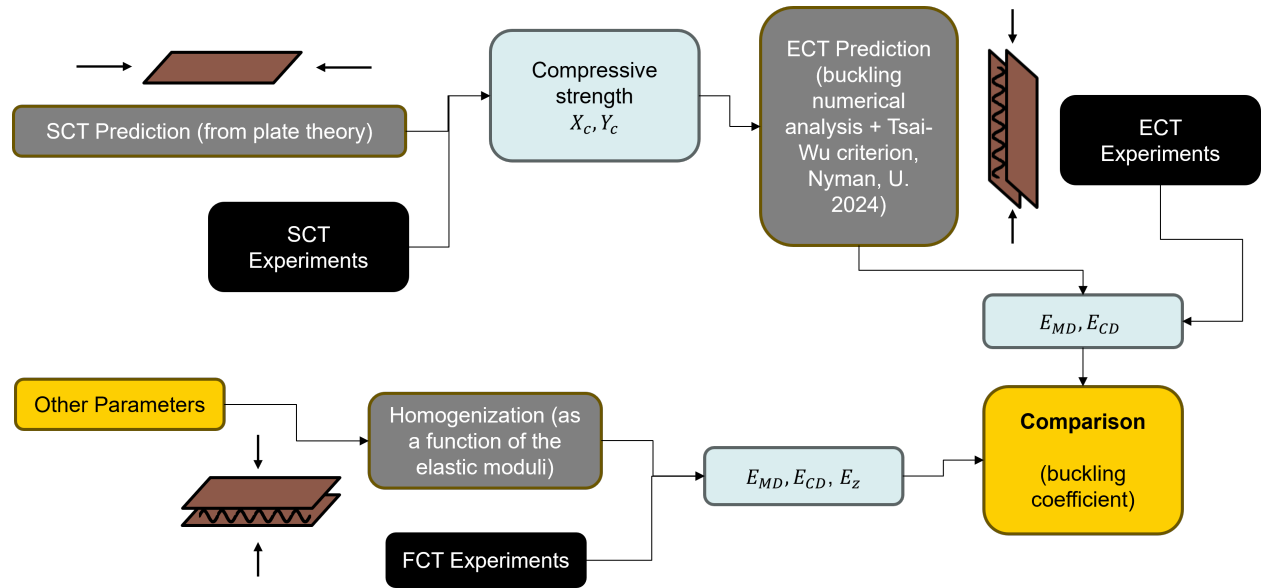 SCT Prediction (from plate theory)
SCT
Experiments
Compressive
strength
X_c, Y_c
ECT Prediction
(buckling
numerical
analysis + Tsai-
Wu criterion,
Nyman, U.
2024)
ECT
Experiments
E_MD, E_CD
Other Parameters
Homogenization (as
a function of the
elastic moduli)
FCT Experiments
E_MD, E_CD, E_z
Comparison
(buckling
coefficient)